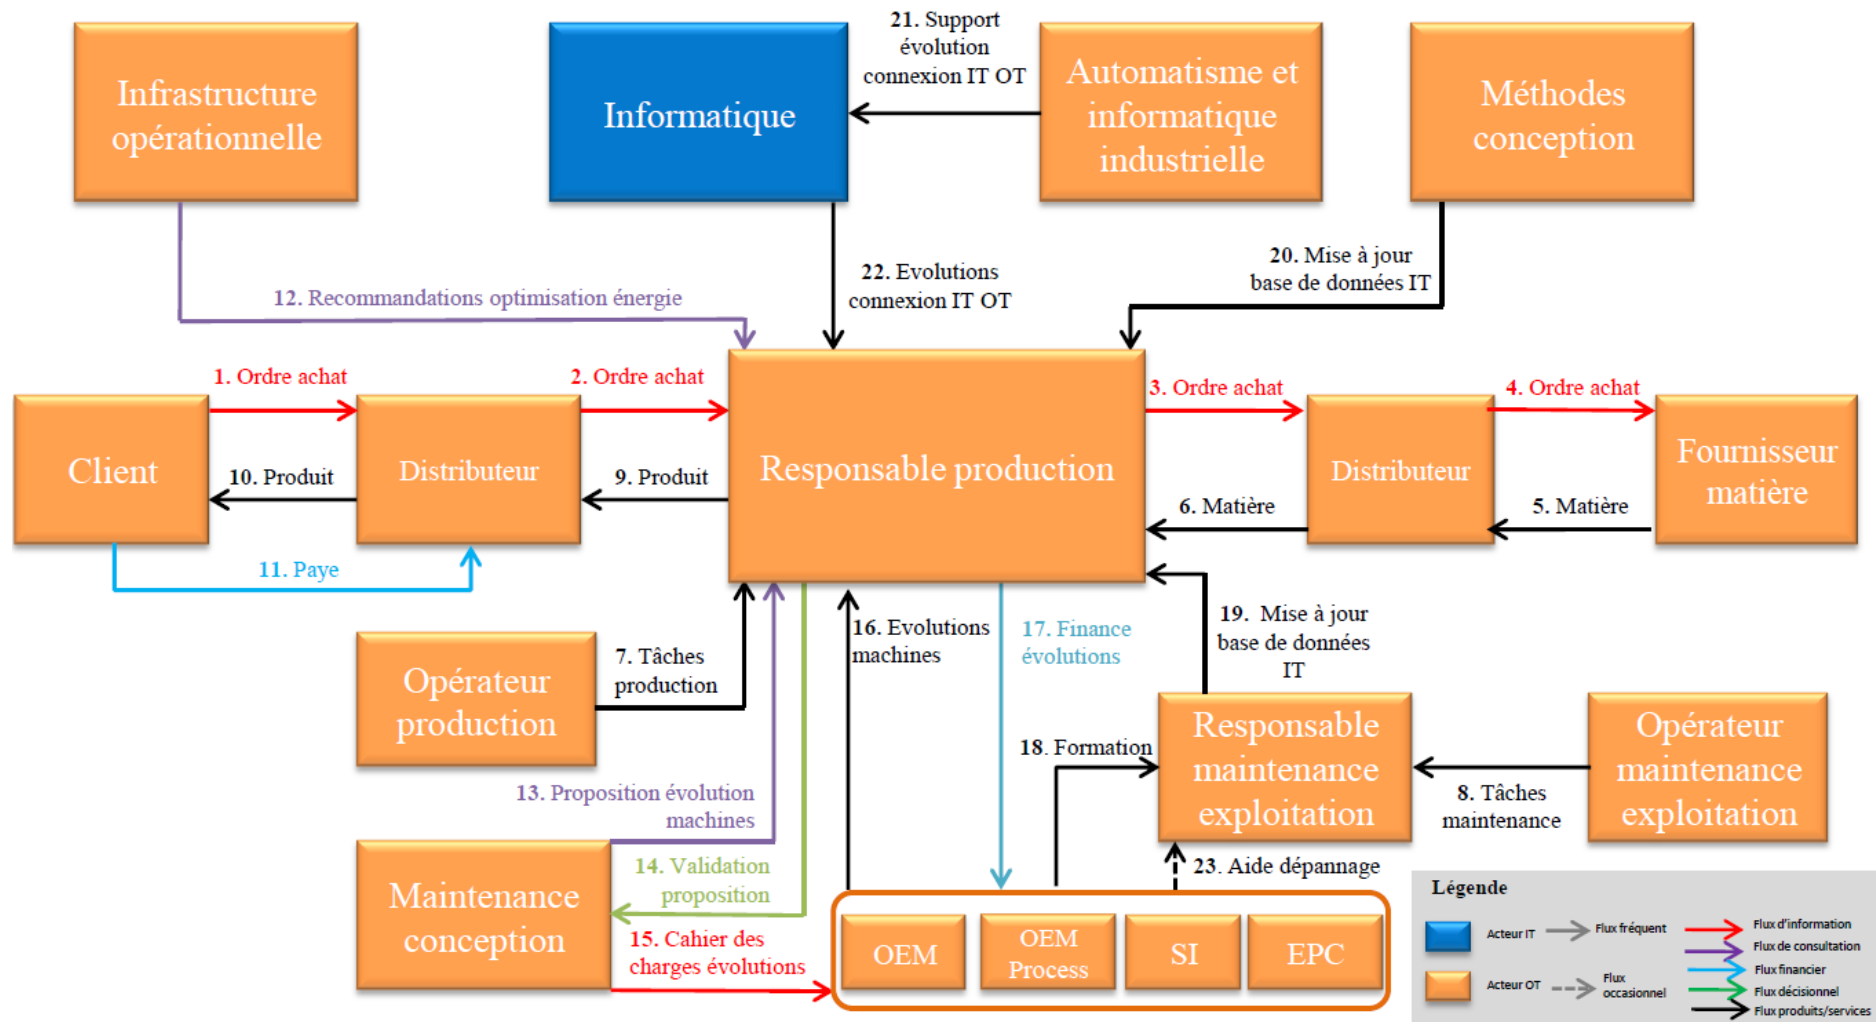 Infrastructure
opérationnelle
Informatique
21. Support
évolution
connexion IT OT
Automatisme et
informatique
industrielle
Méthodes
conception
12. Recommandations optimisation énergie
22. Evolutions
connexion IT OT
20. Mise à jour
base de données IT
1. Ordre achat
2. Ordre achat
3. Ordre achat
4. Ordre achat
Client
Distributeur
Responsable production
Distributeur
Fournisseur
matière
10. Produit
9. Produit
6. Matière
5. Matière
11. Paye
Opérateur
production
7. Tâches
production
16. Evolutions
machines
17. Finance
évolutions
19. Mise à jour
base de données
IT
18. Formation
Responsable
maintenance
exploitation
8. Tâches
maintenance
Opérateur
maintenance
exploitation
13. Proposition évolution
machines
14. Validation
proposition
Maintenance
conception
15. Cahier des
charges évolutions
23. Aide dépannage
OEM
OEM
Process
SI
EPC
Légende
Acteur IT
Flux fréquent
Acteur OT
Flux
occasionnel
Flux d'information
Flux de consultation
Flux financier
Flux décisionnel
Flux produits/services